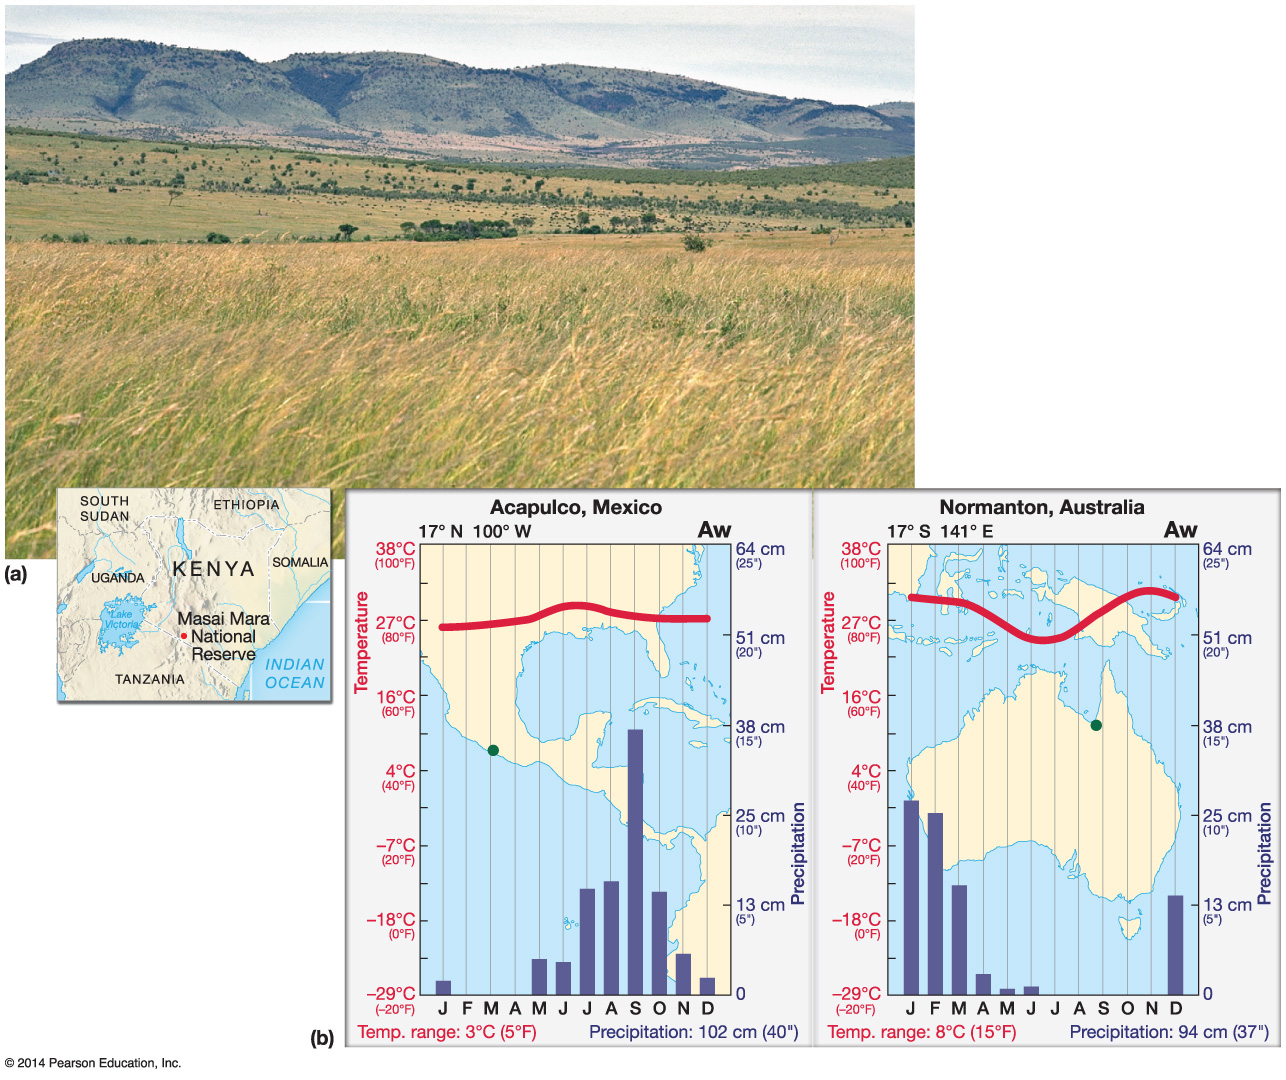 (a)
SOUTH
SUDAN
ETHIOPIA
UGANDA
KENYA
SOMALIA
Lake
Victoria
Masai Mara
National
Reserve
TANZANIA
INDIAN
OCEAN
(b)
Acapulco, Mexico
17° N 100° W
Aw
38°C
(100°F)
27°C
(80°F)
16°C
(60°F)
4°C
(40°F)
–7°C
(20°F)
–18°C
(0°F)
–29°C
(–20°F)
Temperature
64 cm
(25")
51 cm
(20")
38 cm
(15")
25 cm
(10")
13 cm
(5")
0
Precipitation
J F M A M J J A S O N D
Temp. range: 3°C (5°F)
Precipitation: 102 cm (40")
Normanton, Australia
17° S 141° E
Aw
38°C
(100°F)
27°C
(80°F)
16°C
(60°F)
4°C
(40°F)
–7°C
(20°F)
–18°C
(0°F)
–29°C
(–20°F)
Temperature
64 cm
(25")
51 cm
(20")
38 cm
(15")
25 cm
(10")
13 cm
(5")
0
Precipitation
J F M A M J J A S O N D
Temp. range: 8°C (15°F)
Precipitation: 94 cm (37")
© 2014 Pearson Education, Inc.